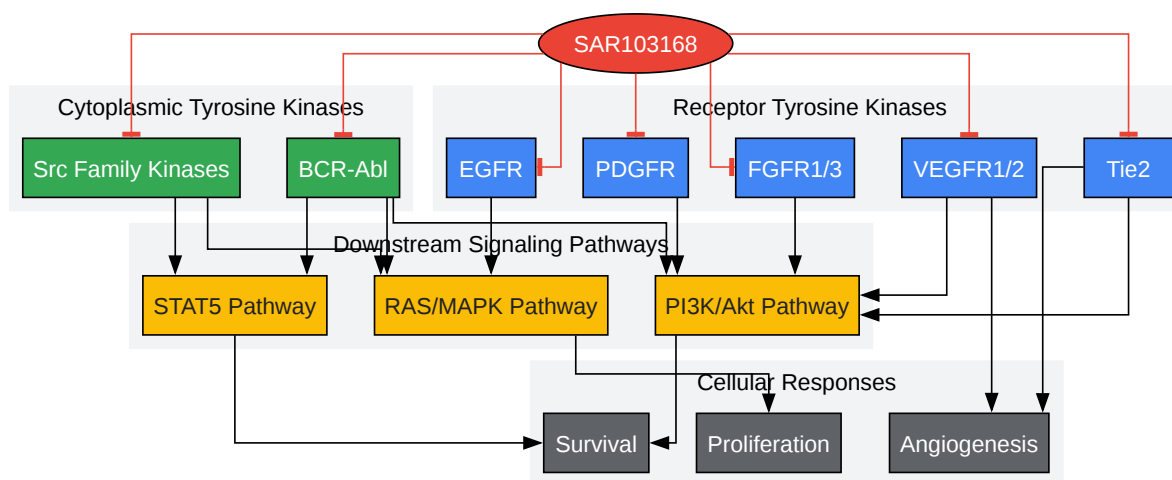 SAR103168
Cytoplasmic Tyrosine Kinases
Receptor Tyrosine Kinases
Src Family Kinases
BCR-Abl
EGFR
PDGFR
FGFR1/3
VEGFR1/2
Tie2
Downstream Signaling Pathways
STAT5 Pathway
RAS/MAPK Pathway
PI3K/Akt Pathway
Cellular Responses
Survival
Proliferation
Angiogenesis